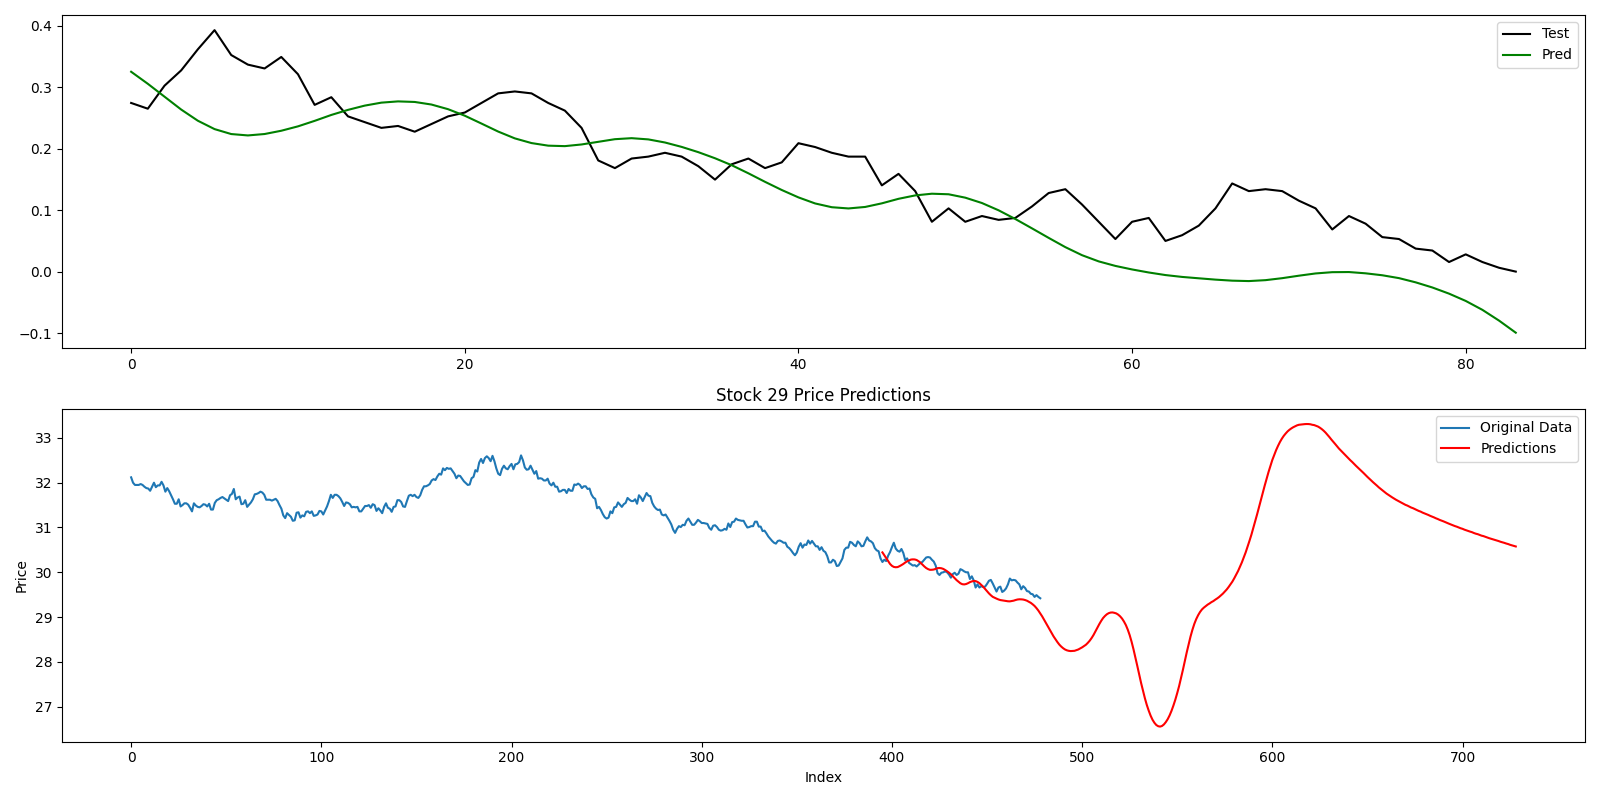 0.4
0.3
0.2
0.1
0.0
−0.1
Test
Pred
0 20 40 60 80
Stock 29 Price Predictions
Price
33
32
31
30
29
28
27
Original Data
Predictions
0 100 200 300 400 500 600 700
Index